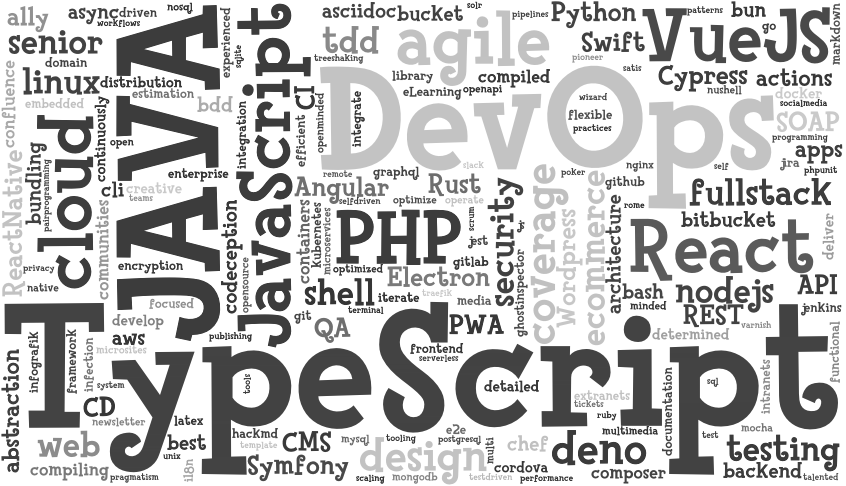 nosql
ally
async
driven
workflows
senior
domain
linux
distribution
embedded
estimation
confluence
ReactNative
cloud
bundling
pairprogramming
continuously
open
cli
creative
teams
communities
enterprise
encryption
privacy
native
focused
develop
JAVA
bdd
experienced
sqlite
integration
JavaScript
codeception
opensource
publishing
efficient
CI
openminded
asciidoc
bucket
solr
pipelines
tdd
treeshaking
agile
library
eLearning
openapi
compiled
integrate
DevOps
wizard
flexible
practices
Python
Swift
pioneer
satis
patterns
bun
go
VueJS
markdown
Cypress
actions
nushell
docker
socialmedia
SOAP
programming
apps
phpunit
jira
self
nginx
github
rome
fullstack
bitbucket
remote
graphql
slack
Angular
selfdriven
optimize
Rust
operate
poker
coverage
Wordpress
ecommerce
architecture
containers
kubernetes
microservices
PHP
scrum
jest
gitlab
security
ghostinspector
optimized
Electron
shell
iterate
traefik
media
terminal
git
QA
PWA
React
deliver
bash
minded
nodejs
API
REST
varnish
jenkins
determined
functional
TypeScript
aws
microsites
infografik
framework
infection
system
abstraction
CD
newsletter
tools
frontend
serverless
detailed
extranets
tickets
ruby
multimedia
documentation
sql
intranets
test
mocha
web
compiling
pragmatism
latex
best
unix
i18n
hackmd
template
Symfony
CMS
mysql
tooling
scaling
design
mongodb
e2e
postgresql
multi
testdriven
chef
cordova
performance
deno
composer
testing
backend
talented